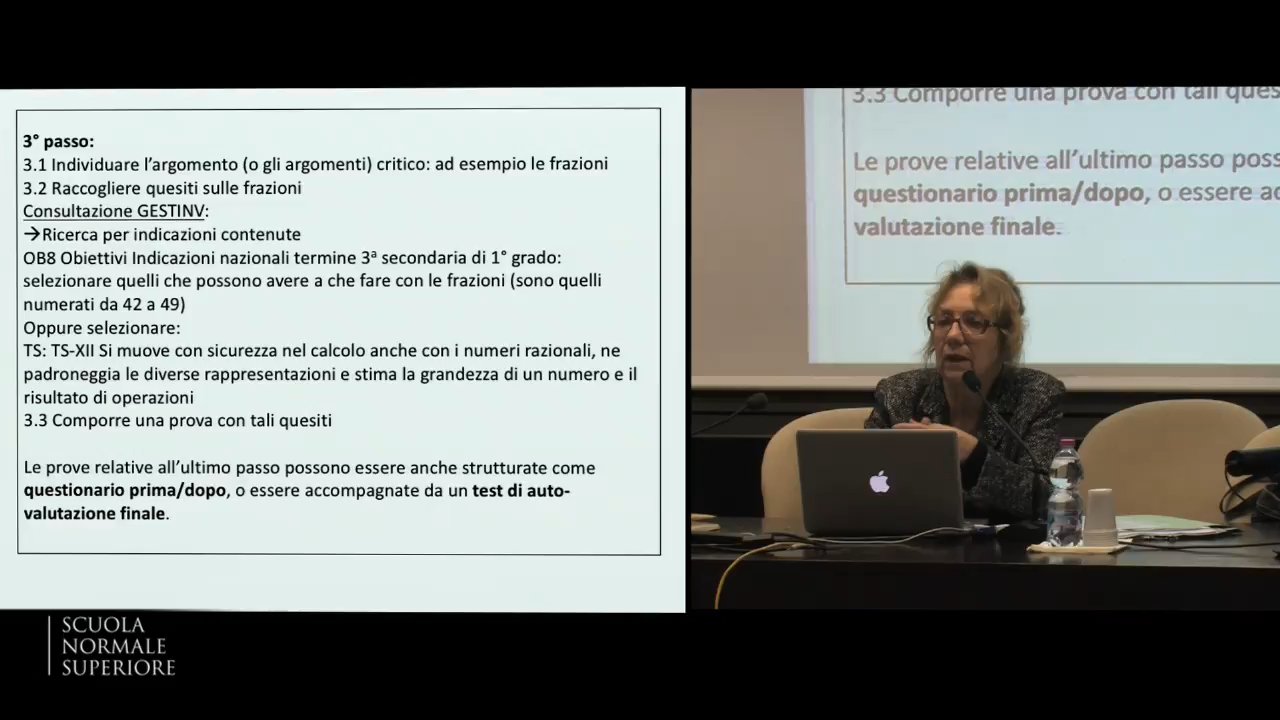 3° passo:
3.1 Individuare l’argomento (o gli argomenti) critico: ad esempio le frazioni
3.2 Raccogliere quesiti sulle frazioni
Consultazione GESTINV:
→Ricerca per indicazioni contenute
OB8 Obiettivi Indicazioni nazionali termine 3ª secondaria di 1° grado:
selezionare quelli che possono avere a che fare con le frazioni (sono quelli
numerati da 42 a 49)
Oppure selezionare:
TS: TS-XII Si muove con sicurezza nel calcolo anche con i numeri razionali, ne
padroneggia le diverse rappresentazioni e stima la grandezza di un numero e il
risultato di operazioni
3.3 Comporre una prova con tali quesiti
Le prove relative all’ultimo passo possono essere anche strutturate come
questionario prima/dopo, o essere accompagnate da un test di auto-
valutazione finale.
3.3 Comporre una prova con tali ques
Le prove relative all’ultimo passo poss
questionario prima/dopo, o essere ac
valutazione finale.
SCUOLA
NORMALE
SUPERIORE